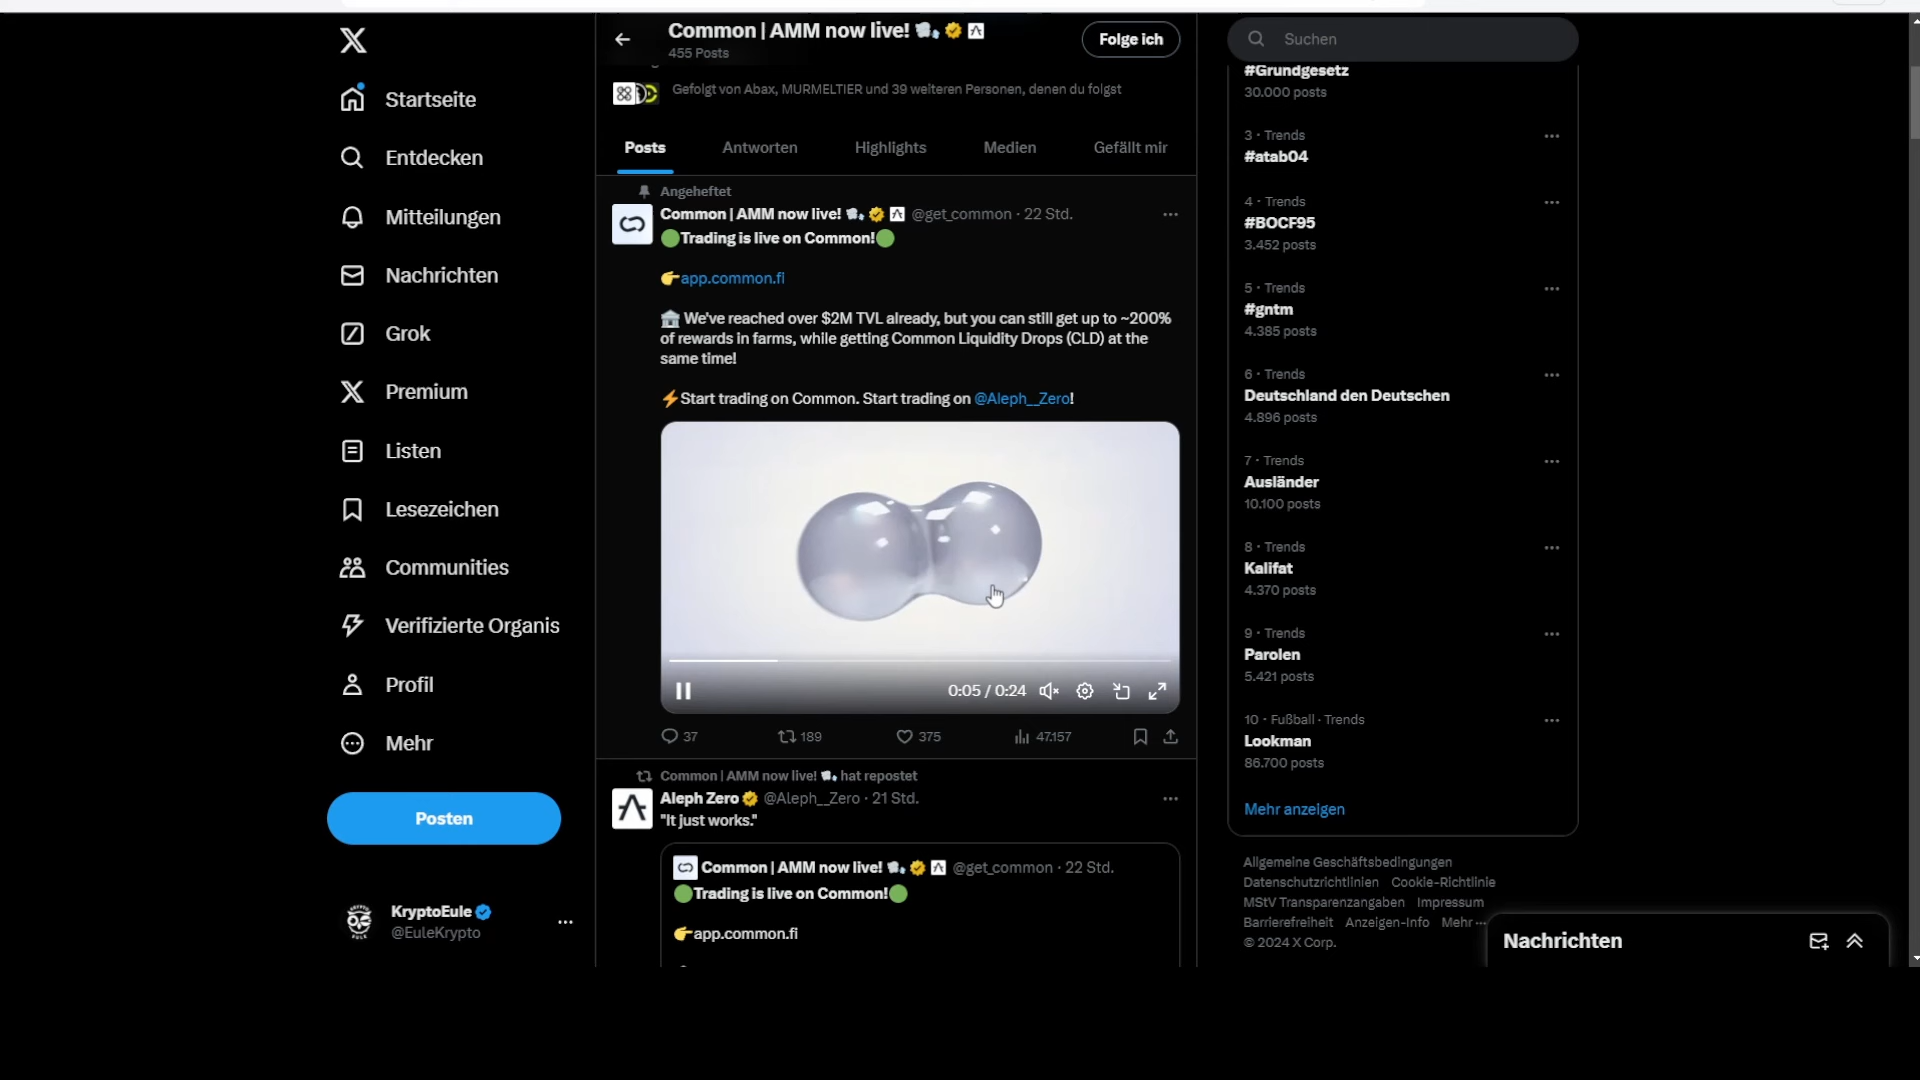 Startseite
Entdecken
Mitteilungen
Nachrichten
Grok
Premium
Listen
Lesezeichen
Communities
Verifizierte Organis
Profil
Mehr
Posten
KryptoEule
@EuleKrypto
Common | AMM now live!
455 Posts
Folge ich
Gefolgt von Abax, MURMELTIER und 39 weiteren Personen, denen du folgst
Posts Antworten Highlights Medien Gefällt mir
Angeheftet
Common | AMM now live! @get_common · 22 Std.
🟢Trading is live on Common!🟢
👉app.common.fi
🏦 We've reached over $2M TVL already, but you can still get up to ~200%
of rewards in farms, while getting Common Liquidity Drops (CLD) at the
same time!
⚡Start trading on Common. Start trading on @Aleph__Zero!
0:05 / 0:24
37 189 375 47.157
Common | AMM now live! hat repostet
Aleph Zero @Aleph__Zero · 21 Std.
"It just works."
Common | AMM now live! @get_common · 22 Std.
🟢Trading is live on Common!🟢
👉app.common.fi
Suchen
#Grundgesetz
30.000 posts
3 · Trends
#atab04
4 · Trends
#BOCF95
3.452 posts
5 · Trends
#gntm
4.385 posts
6 · Trends
Deutschland den Deutschen
4.896 posts
7 · Trends
Ausländer
10.100 posts
8 · Trends
Kalifat
4.370 posts
9 · Trends
Parolen
5.421 posts
10 · Fußball · Trends
Lookman
86.700 posts
Mehr anzeigen
Allgemeine Geschäftsbedingungen
Datenschutzrichtlinien Cookie-Richtlinie
MStV Transparenzangaben Impressum
Barrierefreiheit Anzeigen-Info Mehr ···
© 2024 X Corp.
Nachrichten